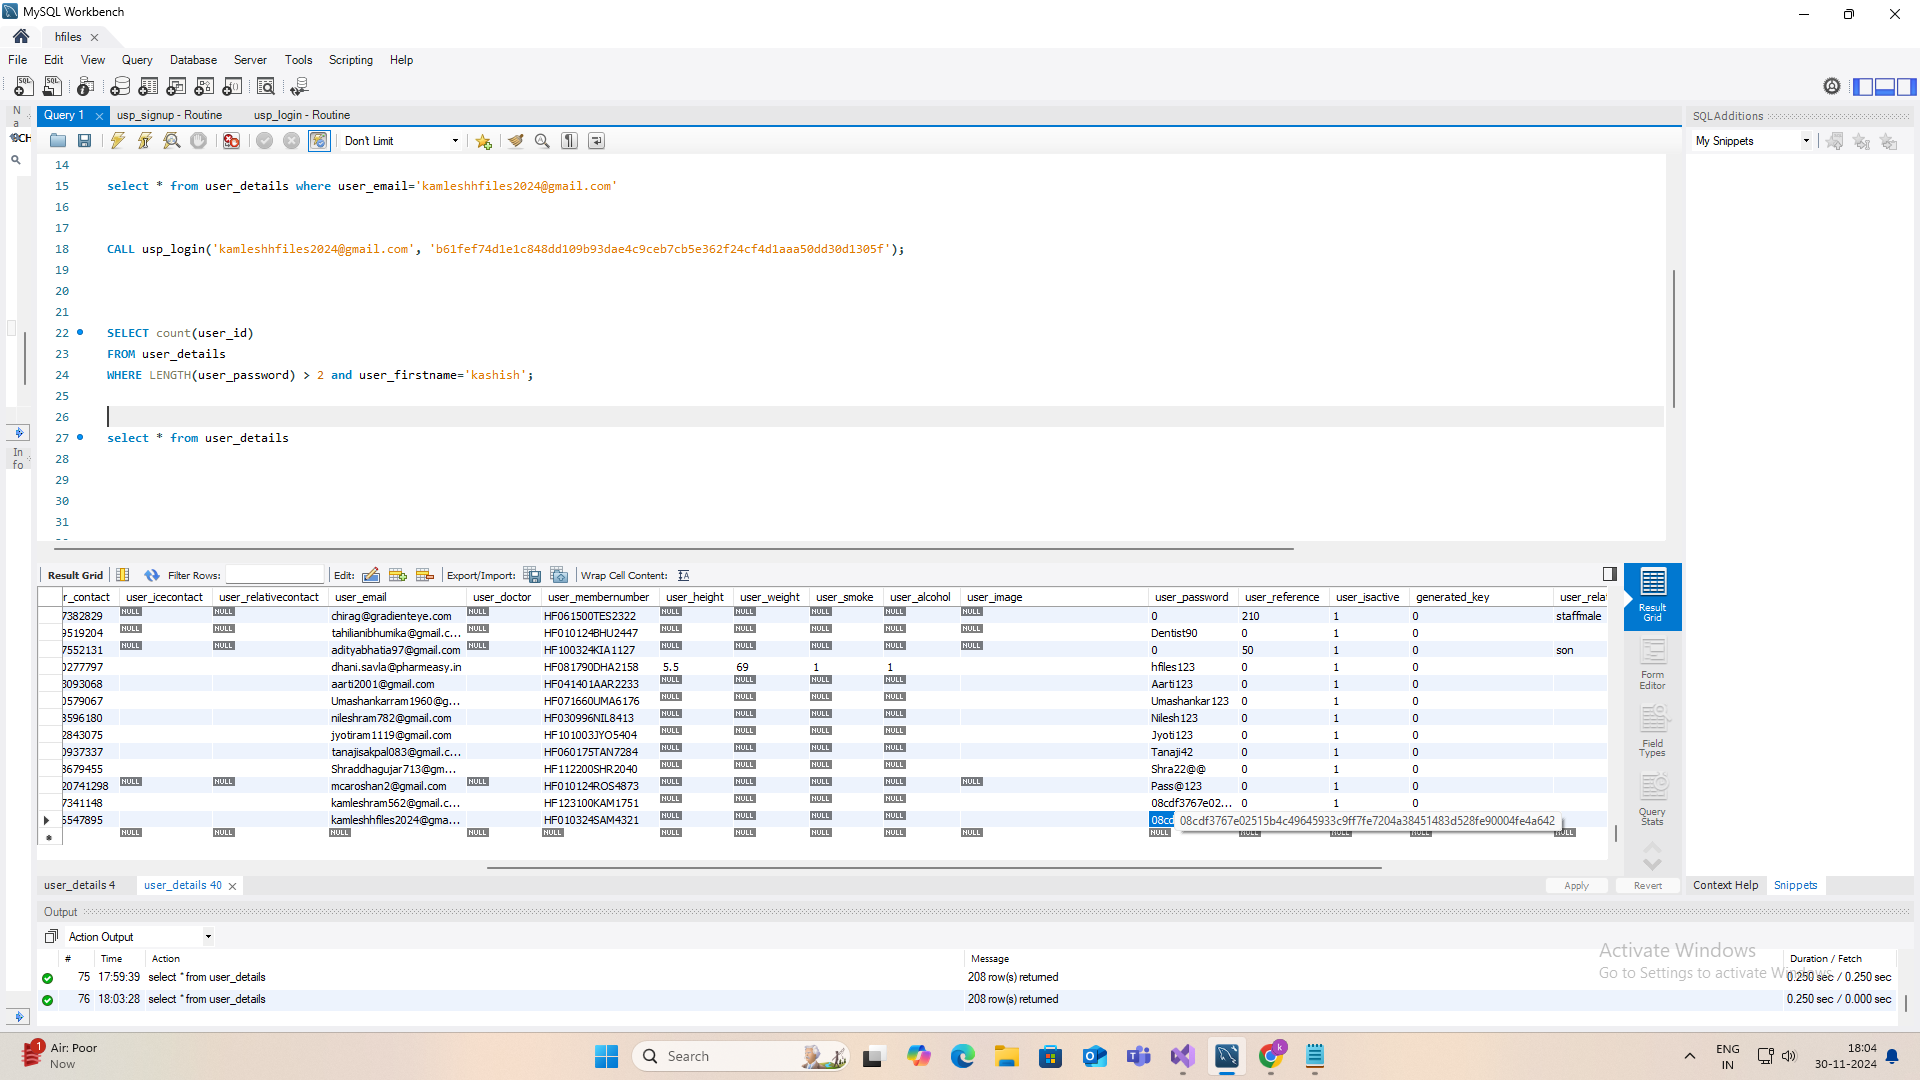 MySQL Workbench
hfiles
File Edit View Query Database Server Tools Scripting Help
Query 1 usp_signup - Routine usp_login - Routine
SQLAdditions
Don't Limit
My Snippets
14
15 select * from user_details where user_email='kamleshhfiles2024@gmail.com'
16
17
18 CALL usp_login('kamleshhfiles2024@gmail.com', 'b61fef74d1e1c848dd109b93dae4c9ceb7cb5e362f24cf4d1aaa50dd30d1305f');
19
20
21
22 SELECT count(user_id)
23 FROM user_details
24 WHERE LENGTH(user_password) > 2 and user_firstname='kashish';
25
26
27 select * from user_details
28
29
30
31
Result Grid Filter Rows: Edit: Export/Import: Wrap Cell Content:
r_contact user_icecontact user_relativecontact user_email user_doctor user_membernumber user_height user_weight user_smoke user_alcohol user_image user_password user_reference user_isactive generated_key user_relat
7382829 NULL NULL chirag@gradienteye.com NULL HF061500TES2322 NULL NULL NULL NULL NULL 0 210 1 0 staffmale
9519204 NULL NULL tahilianibhumika@gmail.c... NULL HF010124BHU2447 NULL NULL NULL NULL NULL Dentist90 0 1 0
7552131 NULL NULL adityabhatia97@gmail.com NULL HF100324KIA1127 NULL NULL NULL NULL NULL 0 50 1 0 son
0277797 dhani.savla@pharmeasy.in HF081790DHA2158 5.5 69 1 1 hfiles123 0 1 0
8093068 aarti2001@gmail.com HF041401AAR2233 NULL NULL NULL NULL Aarti123 0 1 0
0579067 Umashankarram1960@g... HF071660UMA6176 NULL NULL NULL NULL Umashankar123 0 1 0
8596180 nileshram782@gmail.com HF030996NIL8413 NULL NULL NULL NULL Nilesh123 0 1 0
2843075 jyotiram1119@gmail.com HF101003JYO5404 NULL NULL NULL NULL Jyoti123 0 1 0
0937337 tanajisakpal083@gmail.c... HF060175TAN7284 NULL NULL NULL NULL Tanaji42 0 1 0
8679455 Shraddhagujar713@gm... HF112200SHR2040 NULL NULL NULL NULL Shra22@@ 0 1 0
20741298 NULL NULL mcaroshan2@gmail.com NULL HF010124ROS4873 NULL NULL NULL NULL NULL Pass@123 0 1 0
7341148 kamleshram562@gmail.c... HF123100KAM1751 NULL NULL NULL NULL 08cdf3767e02... 0 1 0
5547895 kamleshhfiles2024@gma... HF010324SAM4321 NULL NULL NULL NULL 08cd 08cdf3767e02515b4c49645933c9ff7fe7204a38451483d528fe90004fe4a642
NULL NULL NULL NULL NULL NULL NULL NULL NULL NULL NULL NULL NULL NULL NULL
Result
Grid
Form
Editor
Field
Types
Query
Stats
user_details 4 user_details 40 Apply Revert Context Help Snippets
Output
Action Output
# Time Action Message Duration / Fetch
75 17:59:39 select * from user_details 208 row(s) returned 0.250 sec / 0.250 sec
76 18:03:28 select * from user_details 208 row(s) returned 0.250 sec / 0.000 sec
Activate Windows
Go to Settings to activate Windows.
Air: Poor
Now
Search
ENG
IN
18:04
30-11-2024